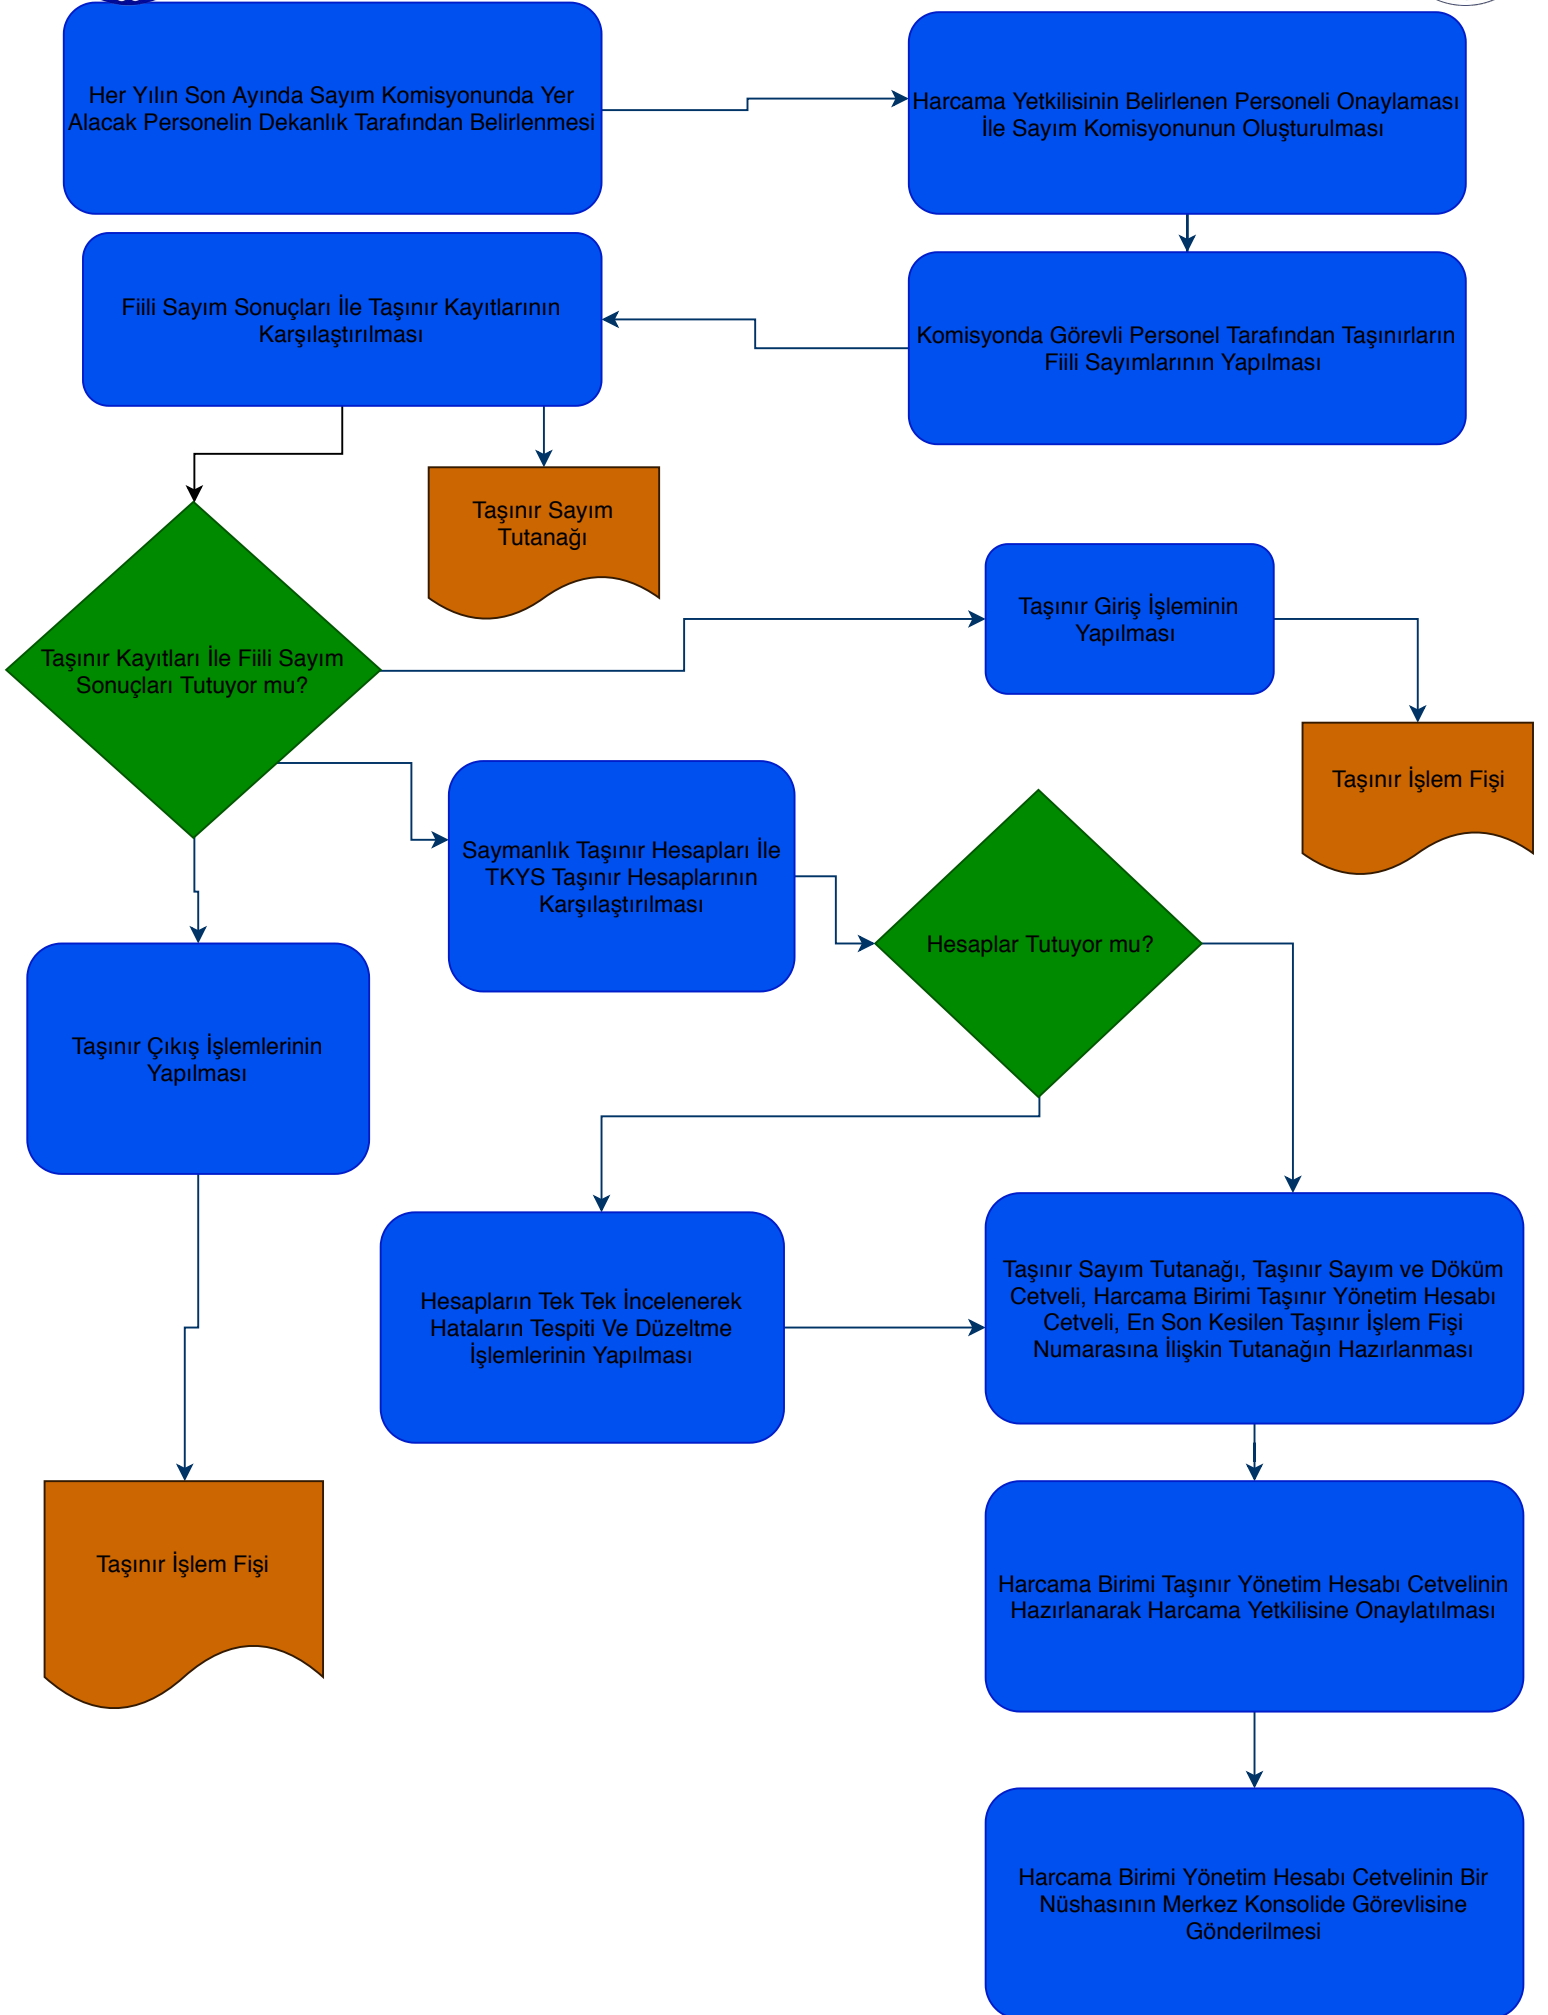 Her Yılın Son Ayında Sayım Komisyonunda Yer
Alacak Personelin Dekanlık Tarafından Belirlenmesi
Harcama Yetkilisinin Belirlenen Personeli Onaylaması
İle Sayım Komisyonunun Oluşturulması
Fiili Sayım Sonuçları İle Taşınır Kayıtlarının
Karşılaştırılması
Komisyonda Görevli Personel Tarafından Taşınırların
Fiili Sayımlarının Yapılması
Taşınır Sayım
Tutanağı
Taşınır Giriş İşleminin
Yapılması
Taşınır Kayıtları İle Fiili Sayım
Sonuçları Tutuyor mu?
Taşınır İşlem Fişi
Saymanlık Taşınır Hesapları İle
TKYS Taşınır Hesaplarının
Karşılaştırılması
Hesaplar Tutuyor mu?
Taşınır Çıkış İşlemlerinin
Yapılması
Hesapların Tek Tek İncelenerek
Hataların Tespiti Ve Düzeltme
İşlemlerinin Yapılması
Taşınır Sayım Tutanağı, Taşınır Sayım ve Döküm
Cetveli, Harcama Birimi Taşınır Yönetim Hesabı
Cetveli, En Son Kesilen Taşınır İşlem Fişi
Numarasına İlişkin Tutanağın Hazırlanması
Taşınır İşlem Fişi
Harcama Birimi Taşınır Yönetim Hesabı Cetvelinin
Hazırlanarak Harcama Yetkilisine Onaylatılması
Harcama Birimi Yönetim Hesabı Cetvelinin Bir
Nüshasının Merkez Konsolide Görevlisine
Gönderilmesi